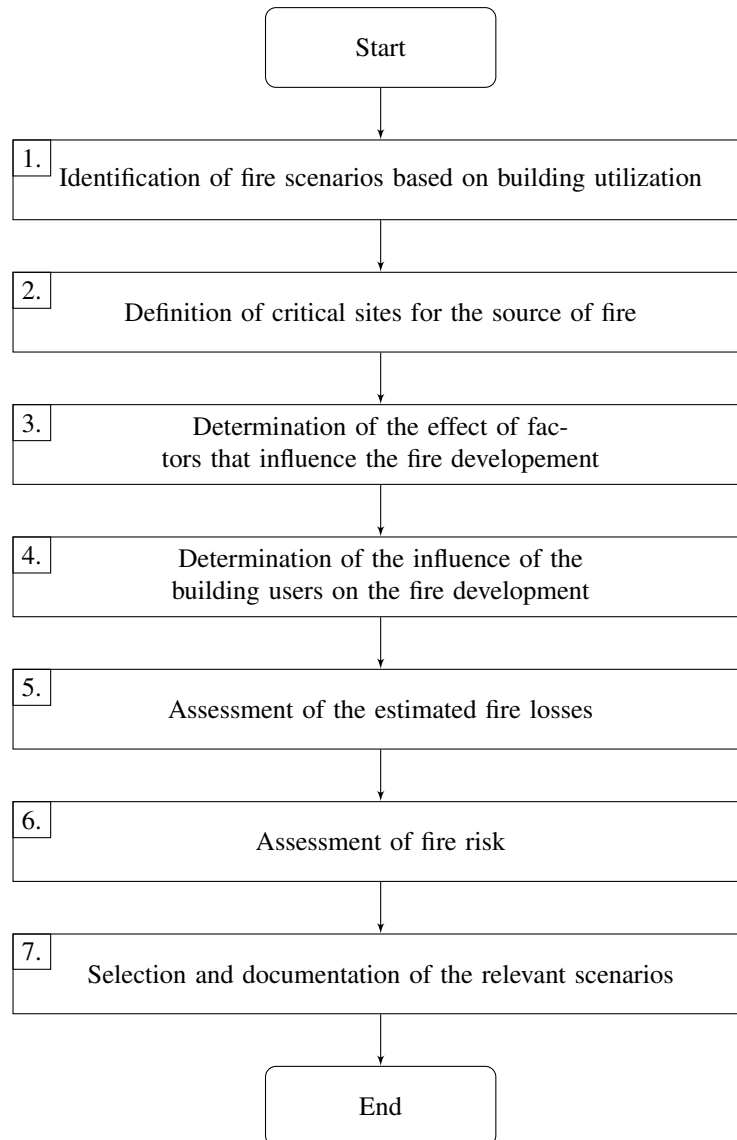 Start
1.
Identification of fire scenarios based on building utilization
2.
Definition of critical sites for the source of fire
3.
Determination of the effect of fac-
tors that influence the fire developement
4.
Determination of the influence of the
building users on the fire development
5.
Assessment of the estimated fire losses
6.
Assessment of fire risk
7.
Selection and documentation of the relevant scenarios
End